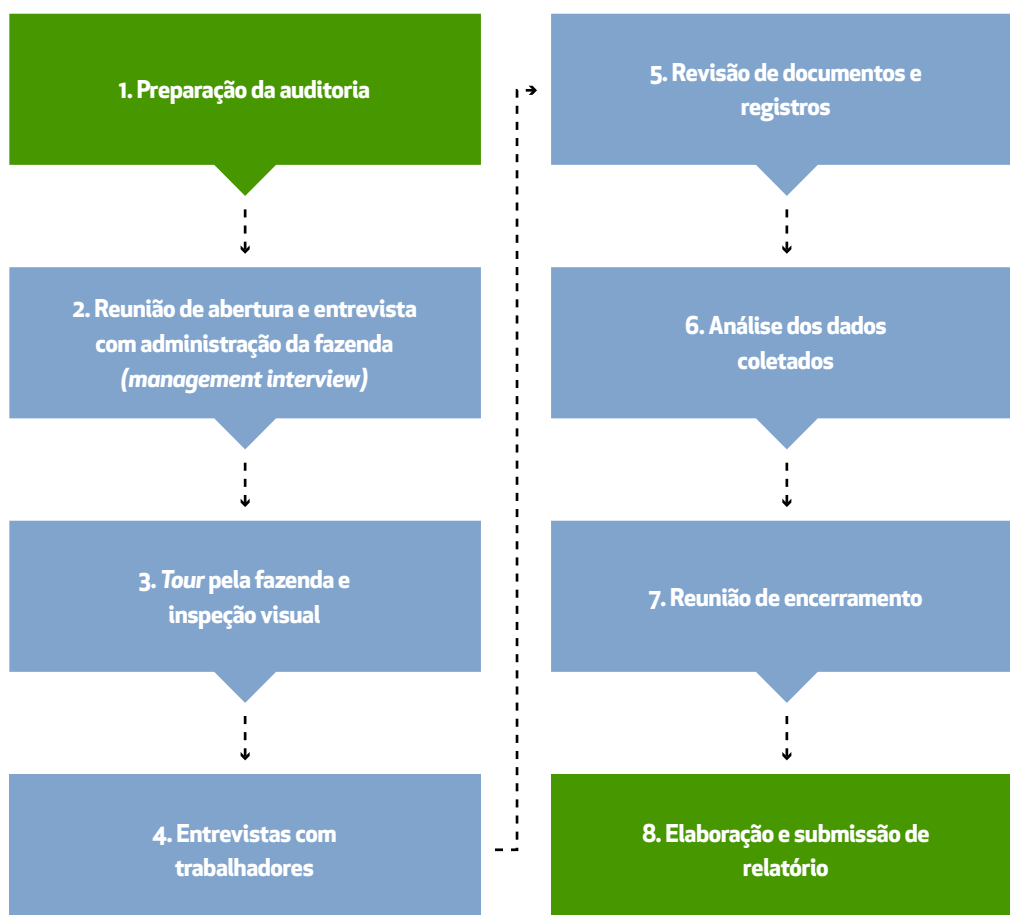 1. Preparação da auditoria
2. Reunião de abertura e entrevista
com administração da fazenda
(management interview)
3. Tour pela fazenda e
inspeção visual
4. Entrevistas com
trabalhadores
5. Revisão de documentos e
registros
6. Análise dos dados
coletados
7. Reunião de encerramento
8. Elaboração e submissão de
relatório